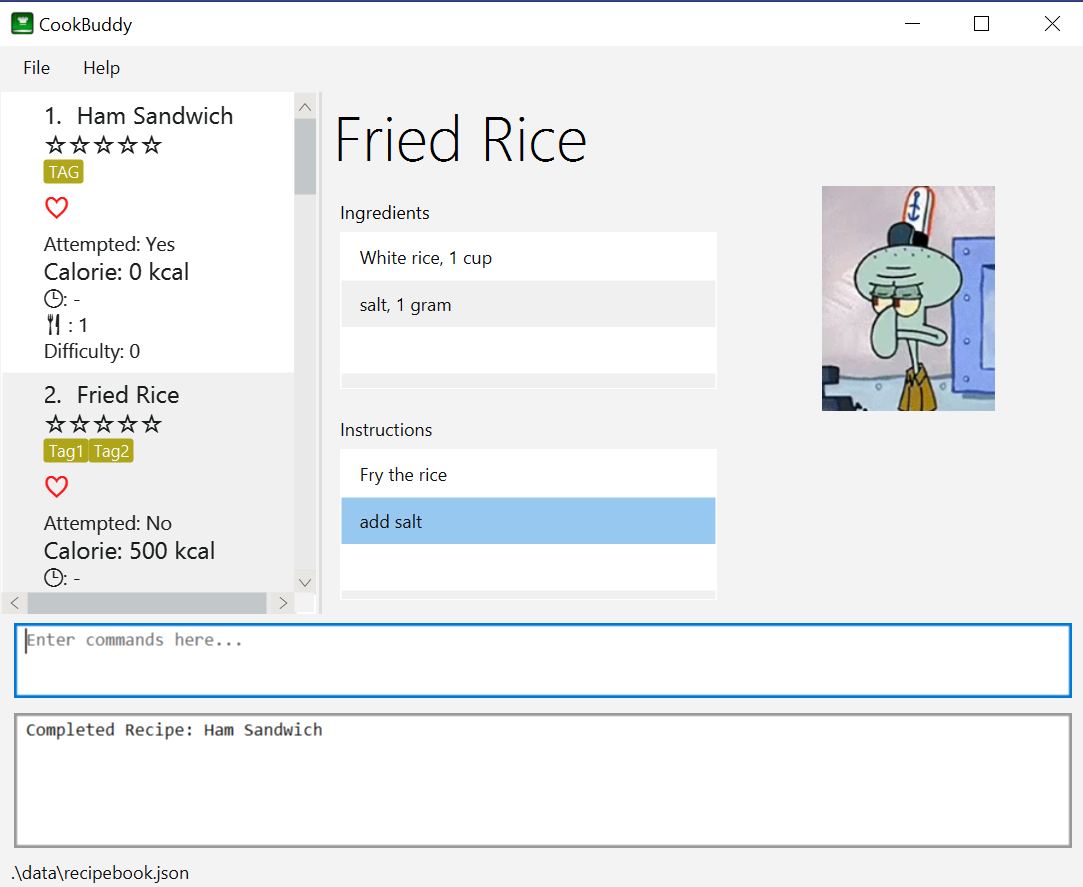 CookBuddy
File Help
1. Ham Sandwich
☆☆☆☆☆
TAG
Attempted: Yes
Calorie: 0 kcal
: -
: 1
Difficulty: 0
2. Fried Rice
☆☆☆☆☆
Tag1 Tag2
Attempted: No
Calorie: 500 kcal
: -
Fried Rice
Ingredients
White rice, 1 cup
salt, 1 gram
Instructions
Fry the rice
add salt
Enter commands here...
Completed Recipe: Ham Sandwich
.\data\recipebook.json